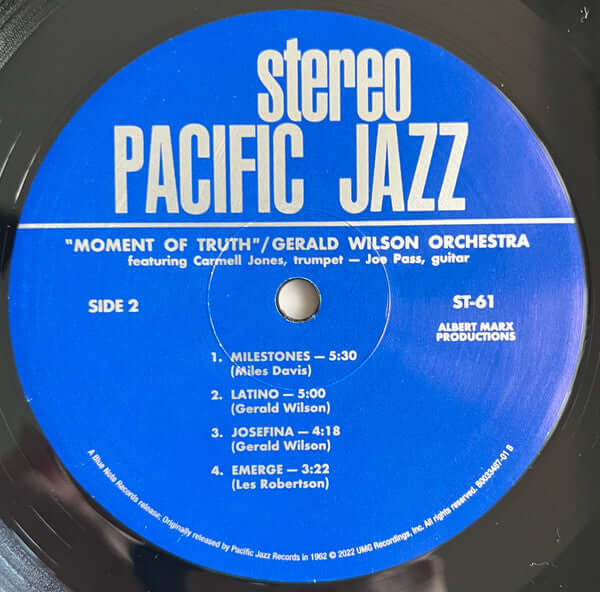 stereo
PACIFIC JAZZ
"MOMENT OF TRUTH"/GERALD WILSON ORCHESTRA
featuring Carmell Jones, trumpet — Joe Pass, guitar
SIDE 2
ST-61
ALBERT MARX
PRODUCTIONS
1. MILESTONES — 5:30
(Miles Davis)
2. LATINO — 5:00
(Gerald Wilson)
3. JOSEFINA — 4:18
(Gerald Wilson)
4. EMERGE — 3:22
(Les Robertson)
A Blue Note Records release. Originally released by Pacific Jazz Records in 1962 © 2022 UMG Recordings, Inc. All rights reserved. B0033487-01 B